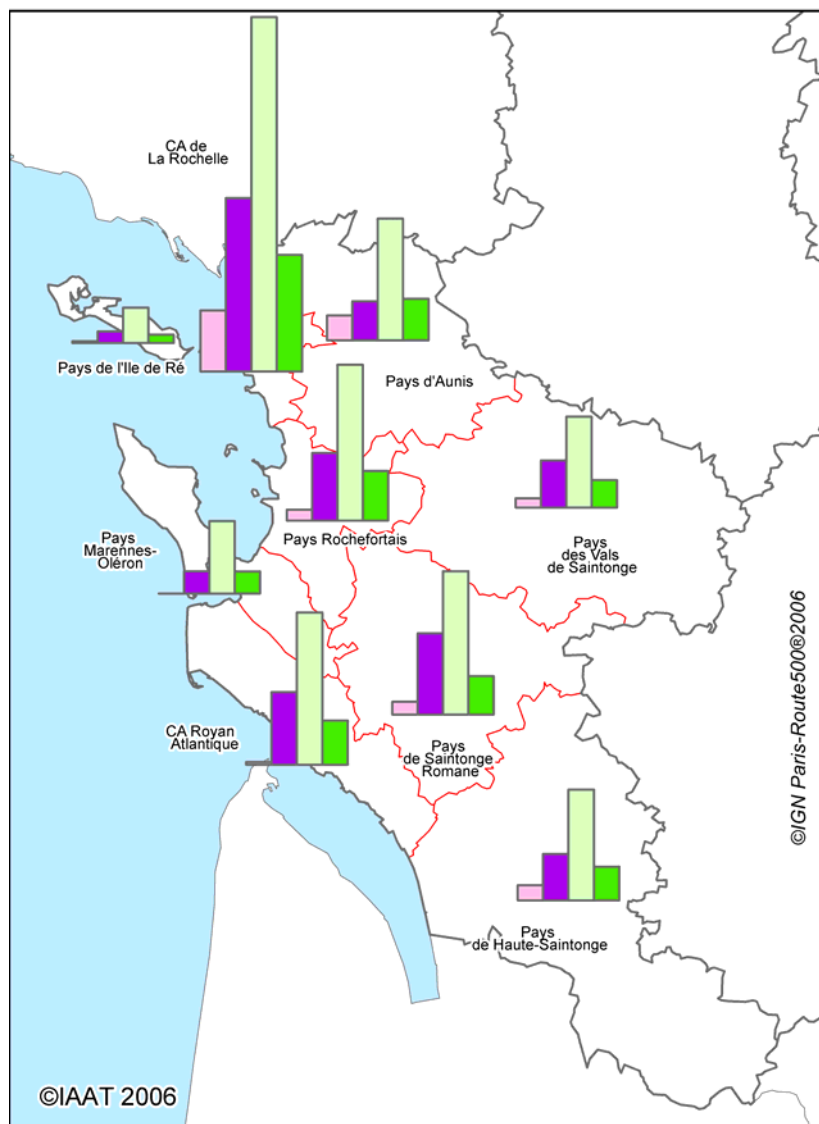 CA de
La Rochelle
Pays de l'Ile de Ré
Pays d'Aunis
Pays Rochefortais
Pays
Marennes-
Oléron
Pays
des Vals
de Saintonge
CA Royan
Atlantique
Pays
de Saintonge
Romane
Pays
de Haute-Saintonge
©IGN Paris-Route500®2006
©IAAT 2006